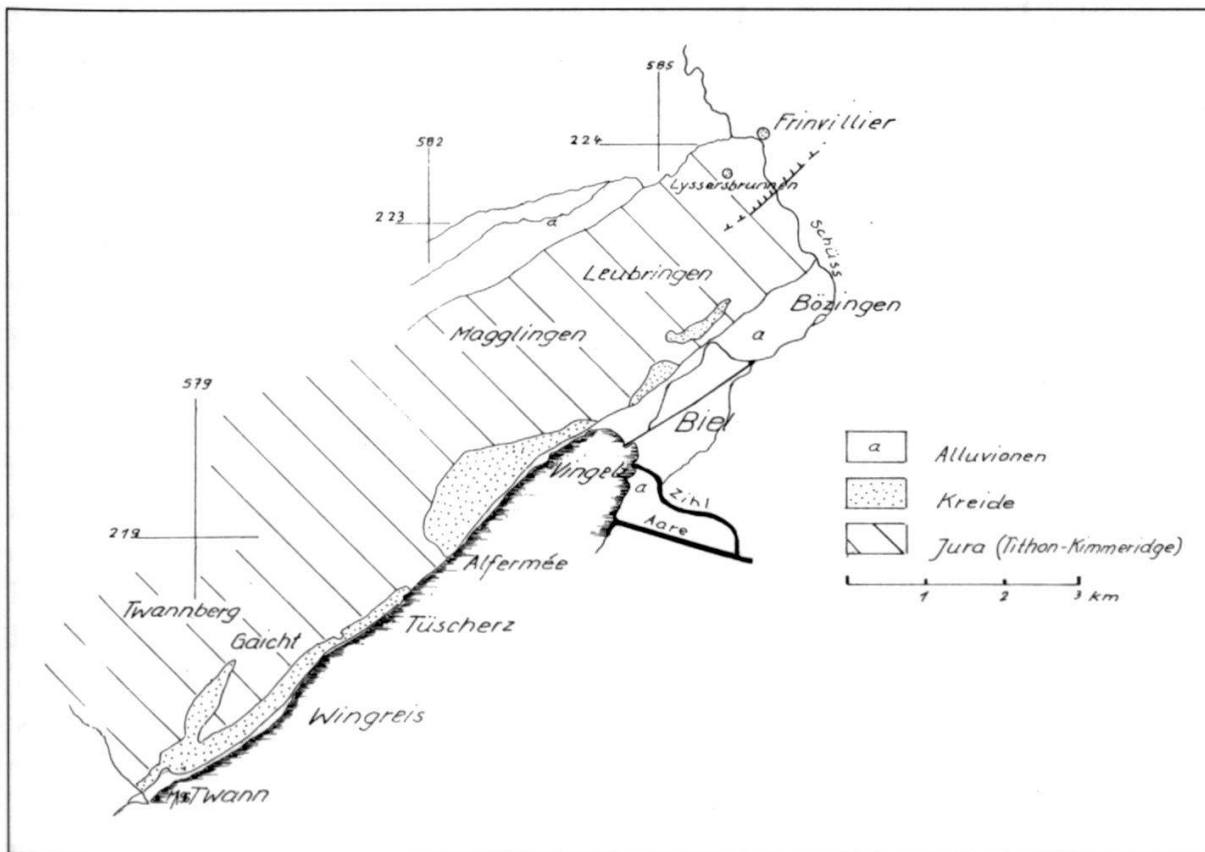 585
Frinvillier
224
582
Lyssersbrunnen
223
a
Schüss
Leubringen
Bözingen
Magglingen
a
579
Biel
a Alluvionen
Vingelz
a
Zihl
Kreide
Aare
219
Jura (Tithon-Kimmeridge)
Alfermée
1 2 3 km
Twannberg
Tüscherz
Gaicht
Wingreis
Twann